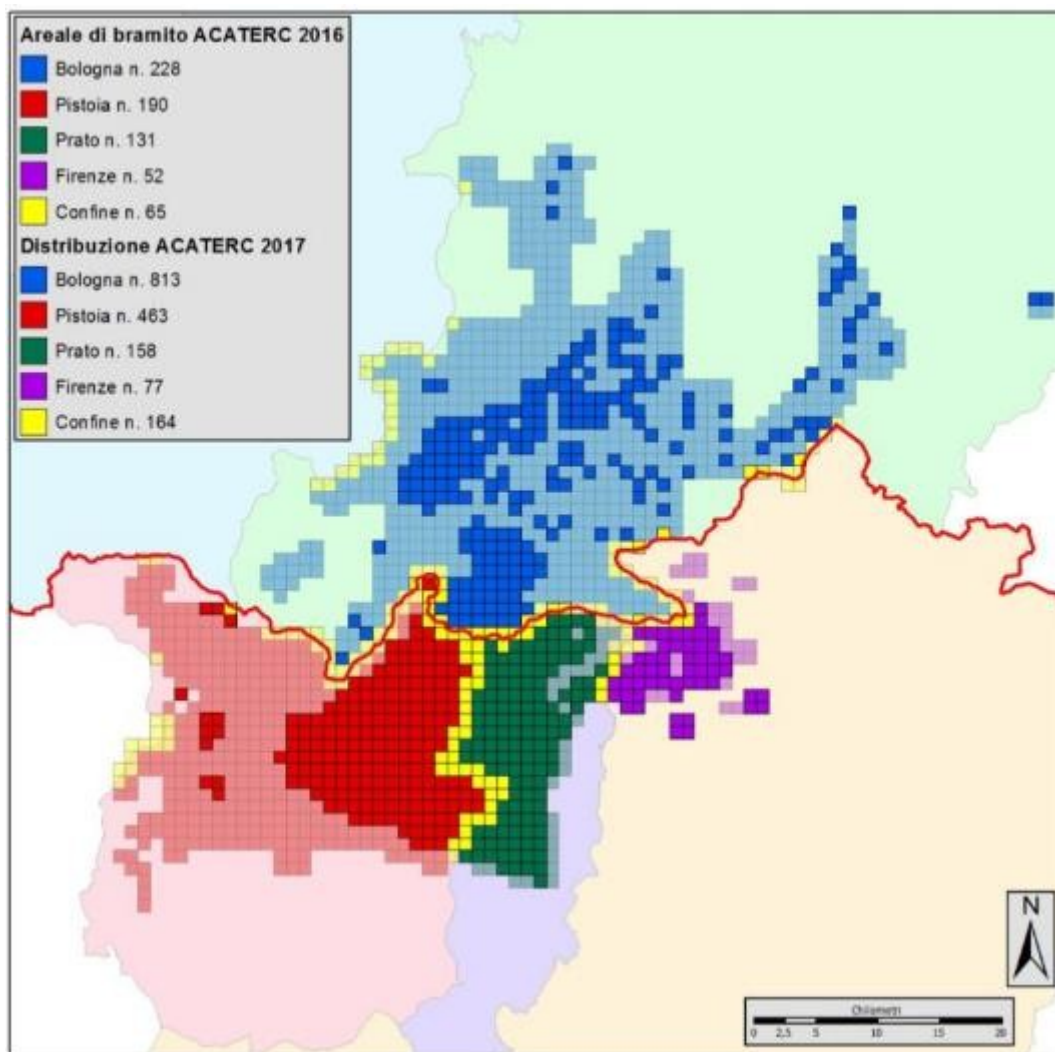 Areale di bramito ACATERC 2016
Bologna n. 228
Pistoia n. 190
Prato n. 131
Firenze n. 52
Confine n. 65
Distribuzione ACATERC 2017
Bologna n. 813
Pistoia n. 463
Prato n. 158
Firenze n. 77
Confine n. 164
N
Chilometri
0 2,5 5 10 15 20